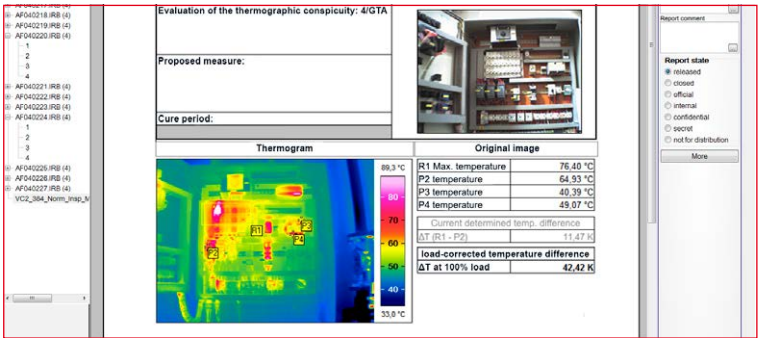 AF040217.IRB (4)
AF040218.IRB (4)
AF040219.IRB (4)
AF040220.IRB (4)
1
2
3
4
AF040221.IRB (4)
AF040222.IRB (4)
AF040223.IRB (4)
AF040224.IRB (4)
1
2
3
4
AF040225.IRB (4)
AF040226.IRB (4)
AF040227.IRB (4)
VC2_384_Norm_Insp_M
Evaluation of the thermographic conspicuity: 4/GTA
Proposed measure:
Cure period:
Thermogram
Original image
89,3 °C
80
70
60
50
40
33,0 °C
R1
P2
P4
P2
R1 Max. temperature 76,40 °C
P2 temperature 64,93 °C
P3 temperature 40,39 °C
P4 temperature 49,07 °C
Current determined temp. difference
ΔT (R1 - P2) 11,47 K
load-corrected temperature difference
ΔT at 100% load 42,42 K
...
Report comment
...
Report state
released
closed
official
internal
confidential
secret
not for distribution
More